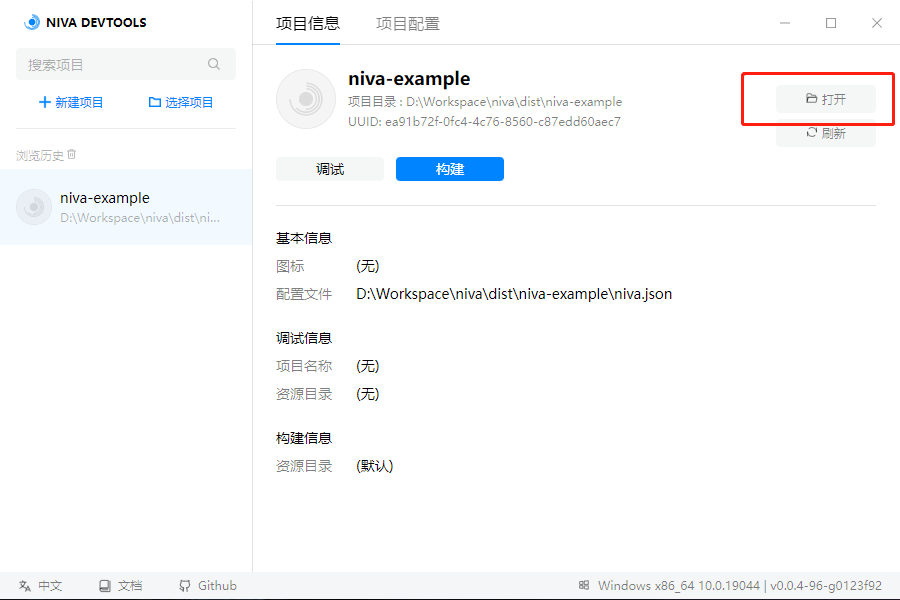 NIVA DEVTOOLS
搜索项目
新建项目
选择项目
浏览历史
niva-example
D:\Workspace\niva\dist\ni...
项目信息
项目配置
niva-example
项目目录 : D:\Workspace\niva\dist\niva-example
UUID: ea91b72f-0fc4-4c76-8560-c87edd60aec7
打开
刷新
调试
构建
基本信息
图标 (无)
配置文件 D:\Workspace\niva\dist\niva-example\niva.json
调试信息
项目名称 (无)
资源目录 (无)
构建信息
资源目录 (默认)
中文
文档
Github
Windows x86_64 10.0.19044 | v0.0.4-96-g0123f92